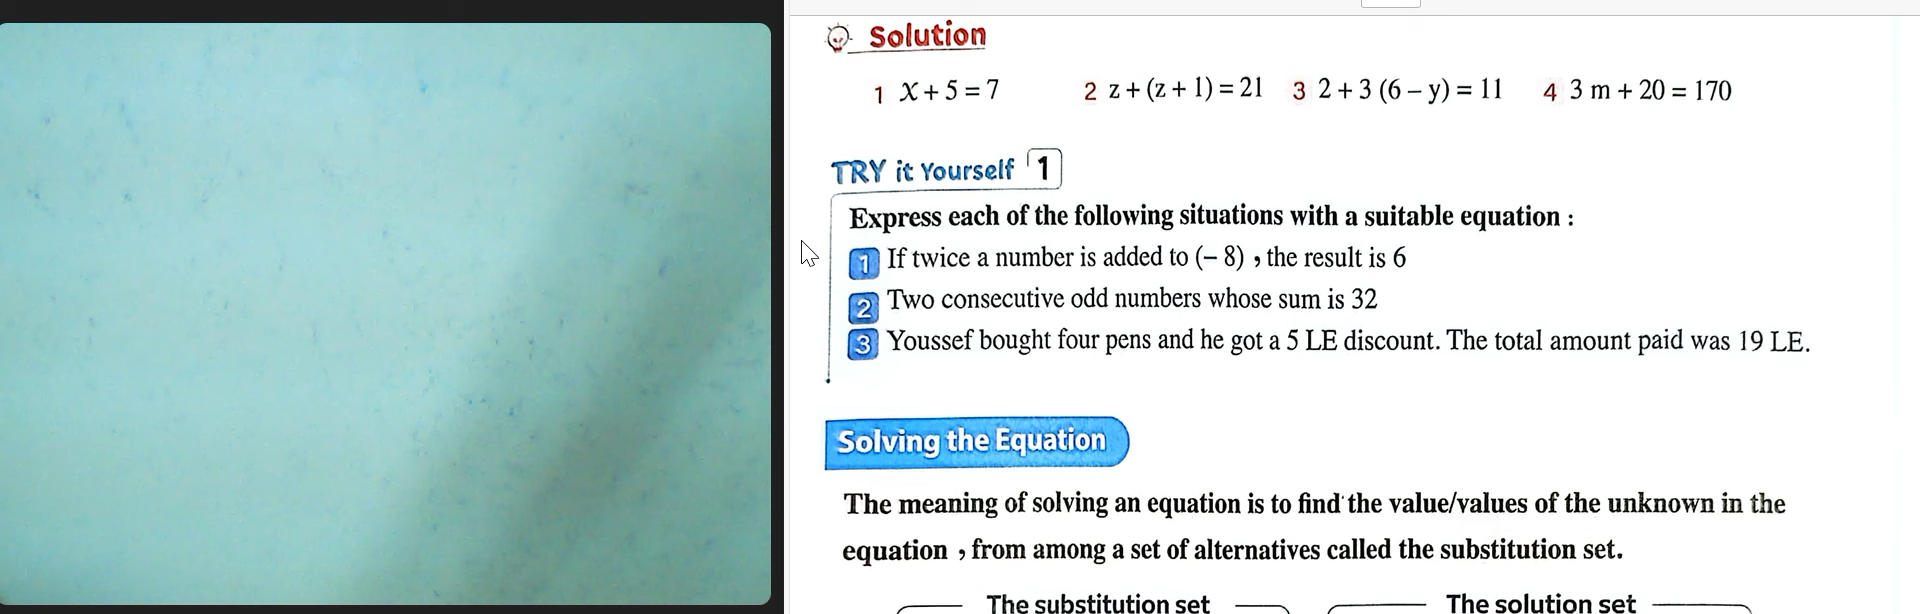 Solution
1 x + 5 = 7 2 z + (z + 1) = 21 3 2 + 3 (6 – y) = 11 4 3 m + 20 = 170
TRY it Yourself 1
Express each of the following situations with a suitable equation :
1 If twice a number is added to (– 8) , the result is 6
2 Two consecutive odd numbers whose sum is 32
3 Youssef bought four pens and he got a 5 LE discount. The total amount paid was 19 LE.
Solving the Equation
The meaning of solving an equation is to find the value/values of the unknown in the
equation , from among a set of alternatives called the substitution set.
The substitution set The solution set